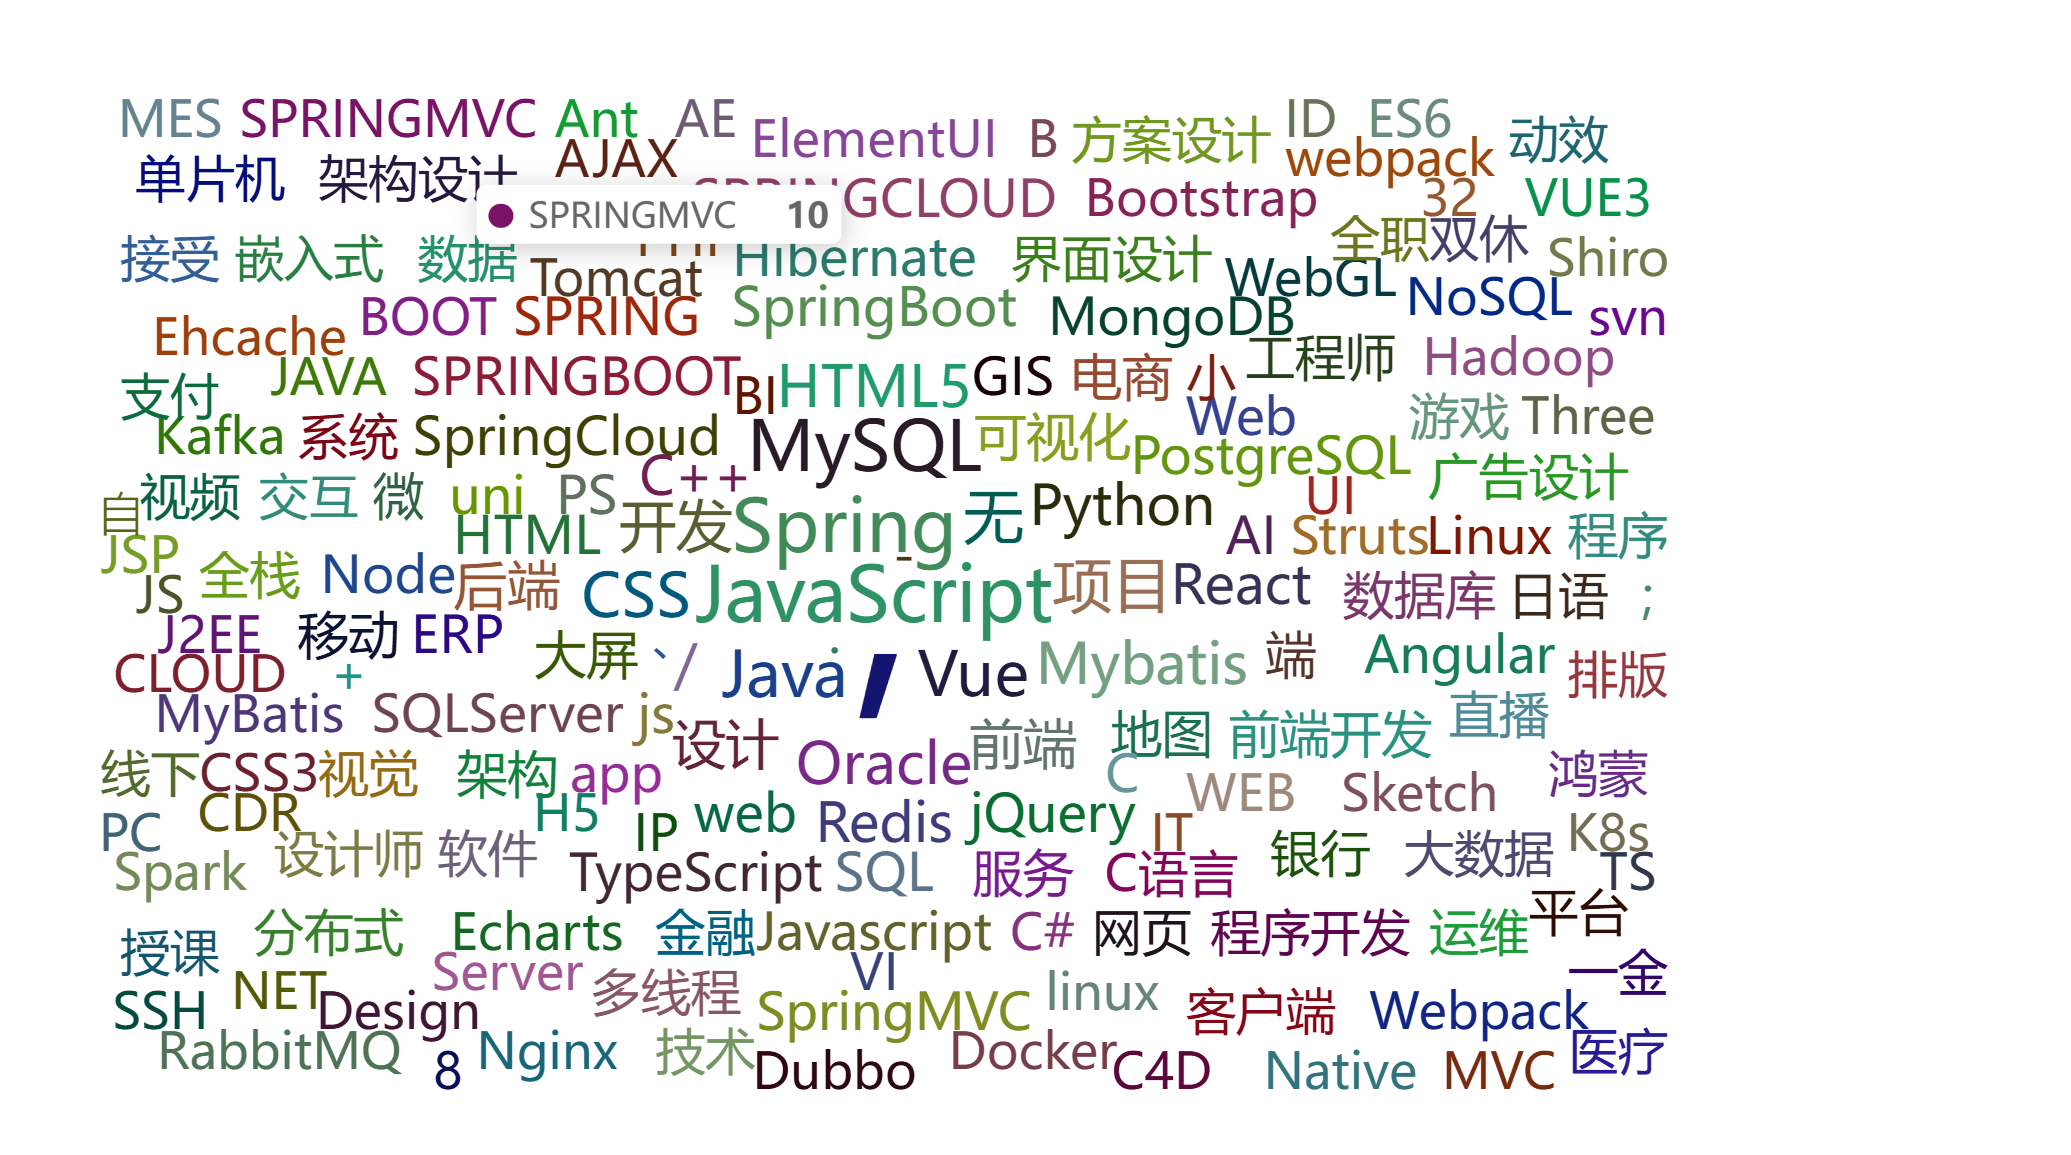 MES SPRINGMVC Ant AE ElementUI B 方案设计 ID ES6 动效
单片机 架构设计 AJAX webpack
SPRINGCLOUD Bootstrap 32 VUE3
SPRINGMVC 10
接受 嵌入式 数据 Tomcat Hibernate 界面设计 WebGL 全职 双休 Shiro
BOOT SPRING SpringBoot MongoDB NoSQL svn
Ehcache JAVA SPRINGBOOT BI HTML5 GIS 电商 小 工程师 Hadoop
支付 Kafka 系统 SpringCloud MySQL 可视化 Web PostgreSQL 游戏 Three
自 视频 交互 微 uni PS C++ 开发 Spring 无 Python UI 广告设计
JSP HTML - AI Struts Linux 程序
JS 全栈 Node 后端 CSS JavaScript 项目 React 数据库 日语 ;
J2EE 移动 ERP 大屏 、 / Java , Vue Mybatis 端 Angular 排版
CLOUD + MyBatis SQLServer js 设计 Oracle 前端 地图 前端开发 直播
线下 CSS3 视觉 架构 app C WEB Sketch 鸿蒙
PC CDR H5 IP web Redis jQuery IT K8s
Spark 设计师 软件 TypeScript SQL 服务 C语言 银行 大数据 TS
授课 分布式 Echarts 金融 Javascript C# 网页 程序开发 运维 平台
SSH NET Design Server 多线程 VI SpringMVC linux 客户端 Webpack 一金
RabbitMQ 8 Nginx 技术 Dubbo Docker C4D Native MVC 医疗